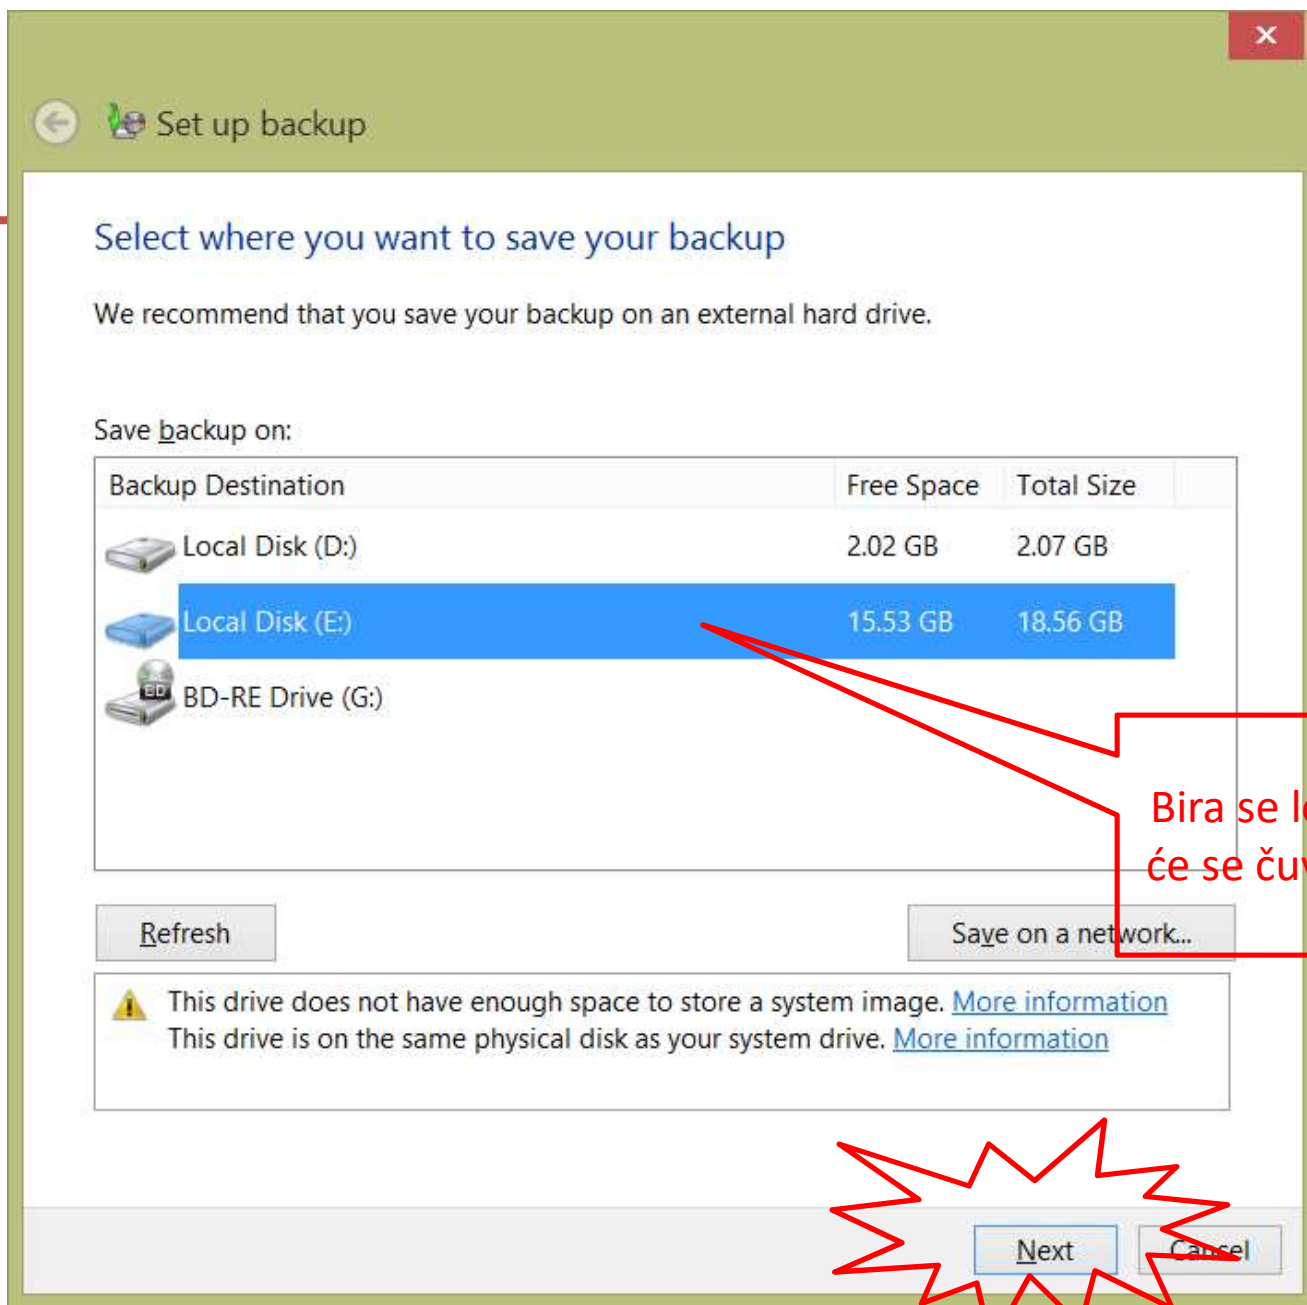 Set up backup
Select where you want to save your backup
We recommend that you save your backup on an external hard drive.
Save backup on:
Backup Destination Free Space Total Size
Local Disk (D:) 2.02 GB 2.07 GB
Local Disk (E:) 15.53 GB 18.56 GB
BD
BD-RE Drive (G:)
Bira se
će se
Refresh Save on a network...
This drive does not have enough space to store a system image. More information
This drive is on the same physical disk as your system drive. More information
Next Cancel